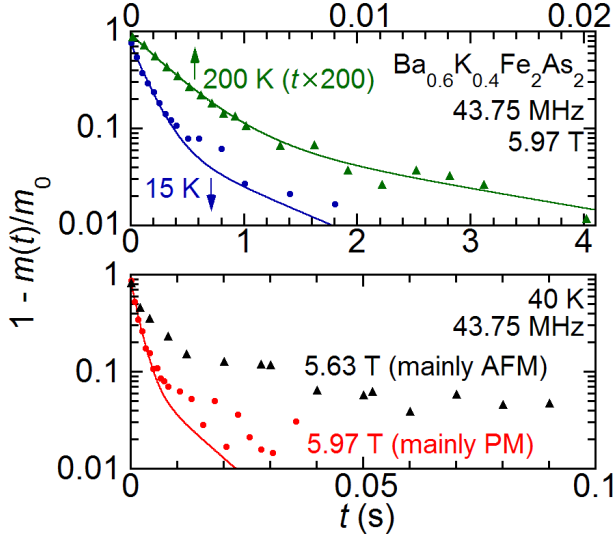 0 0.01 0.02
1
200 K (t×200)
Ba0.6K0.4Fe2As2
43.75 MHz
0.1
5.97 T
15 K
0.01
0 1 2 3 4
1 - m(t)/m0
1
40 K
43.75 MHz
5.63 T (mainly AFM)
0.1
5.97 T (mainly PM)
0.01
0 0.05 0.1
t (s)